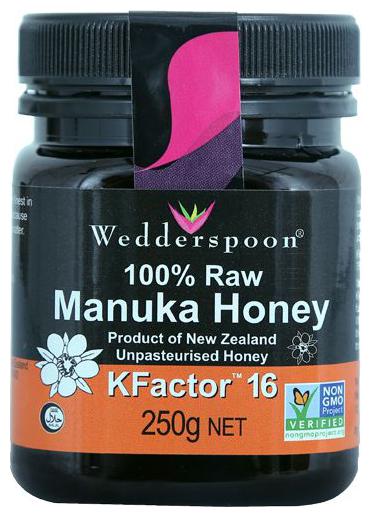 Wedderspoon®
100% Raw
Manuka Honey
Product of New Zealand
Unpasteurised Honey
KFactor™ 16
250g NET
NON
GMO
Project
VERIFIED
nongmoproject.org